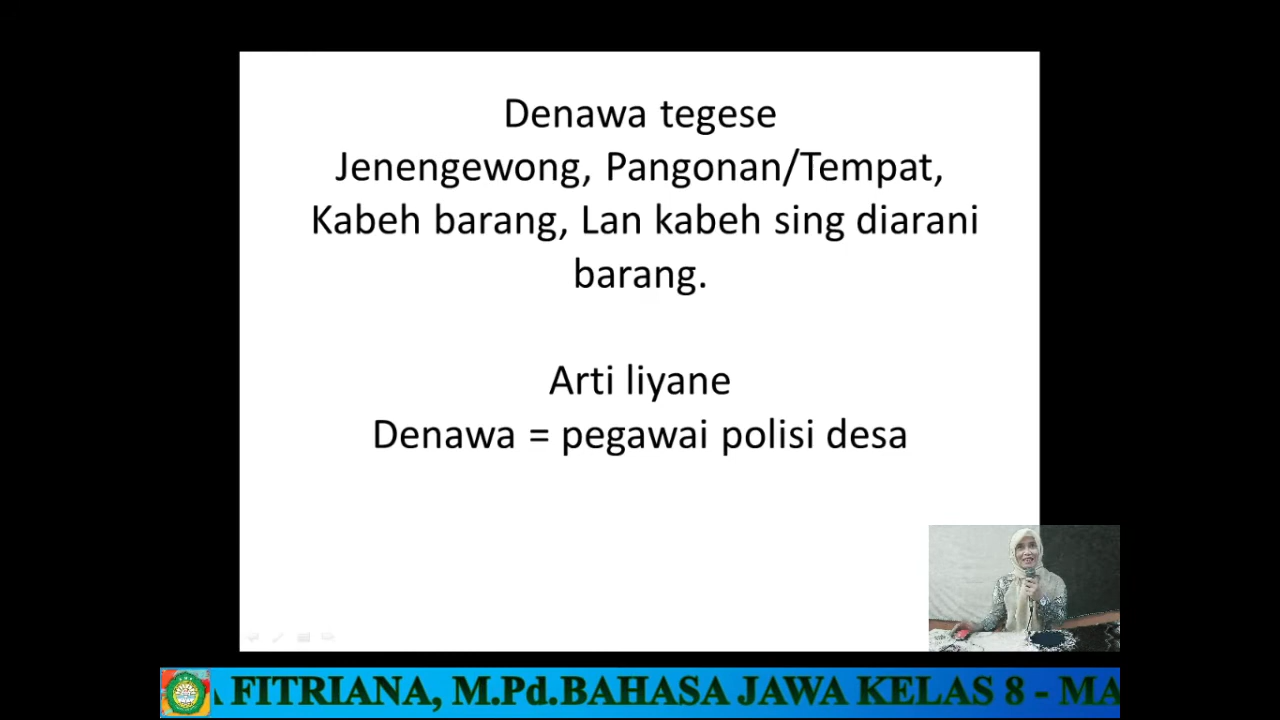 Denawa tegese
Jenengewong, Pangonan/Tempat,
Kabeh barang, Lan kabeh sing diarani
barang.
Arti liyane
Denawa = pegawai polisi desa
FITRIANA, M.Pd.BAHASA JAWA KELAS 8 - MA